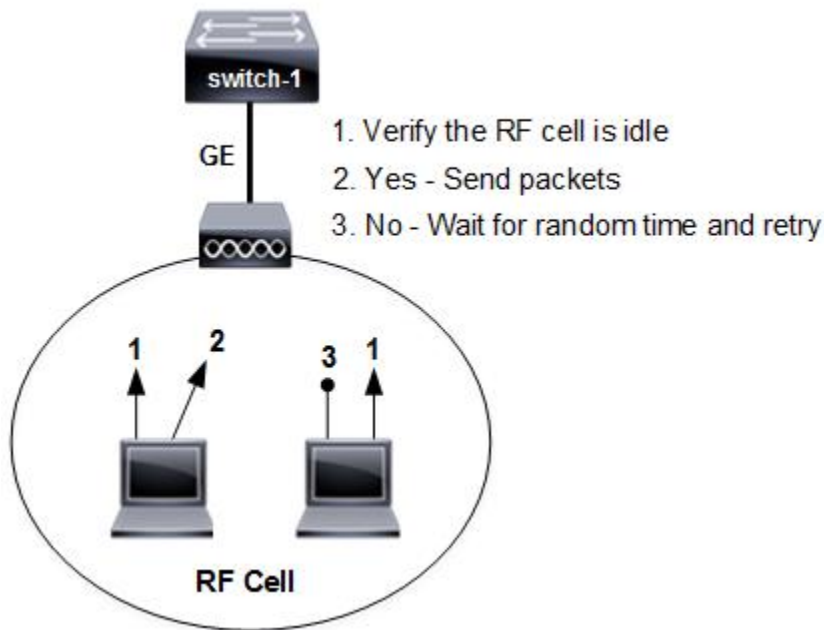 switch-1
GE
1. Verify the RF cell is idle
2. Yes - Send packets
3. No - Wait for random time and retry
1
2
3
1
RF Cell